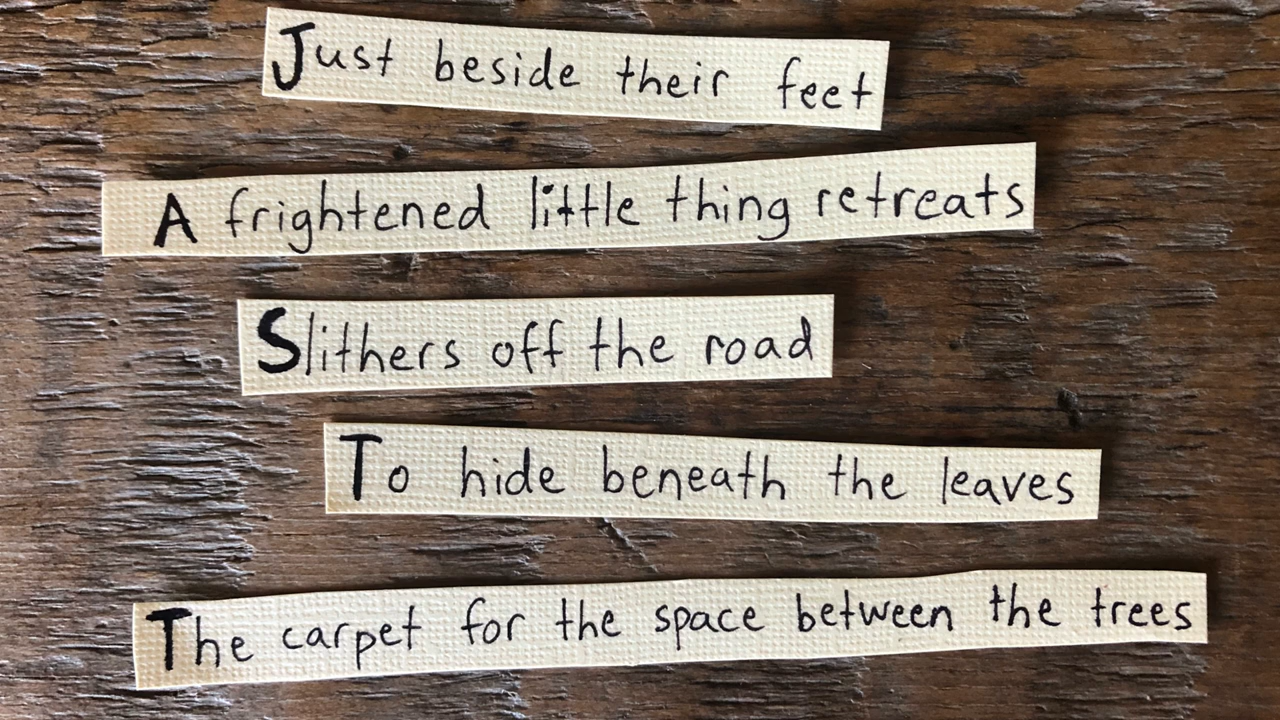 Just beside their feet
A frightened little thing retreats
Slithers off the road
To hide beneath the leaves
The carpet for the space between the trees